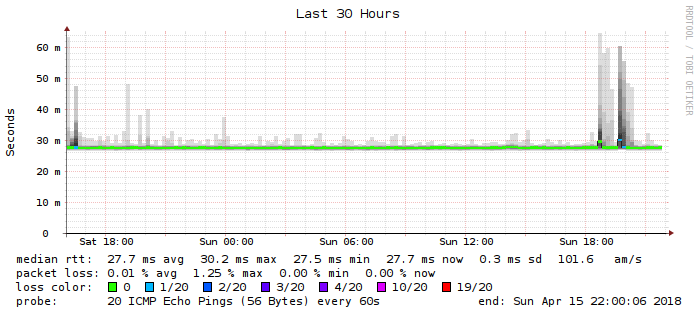 Last 30 Hours
RRDTOOL / TOBI OETIKER
Seconds
60 m
50 m
40 m
30 m
20 m
10 m
0
Sat 18:00 Sun 00:00 Sun 06:00 Sun 12:00 Sun 18:00
median rtt: 27.7 ms avg 30.2 ms max 27.5 ms min 27.7 ms now 0.3 ms sd 101.6 am/s
packet loss: 0.01 % avg 1.25 % max 0.00 % min 0.00 % now
loss color: 0 1/20 2/20 3/20 4/20 10/20 19/20
probe: 20 ICMP Echo Pings (56 Bytes) every 60s end: Sun Apr 15 22:00:06 2018